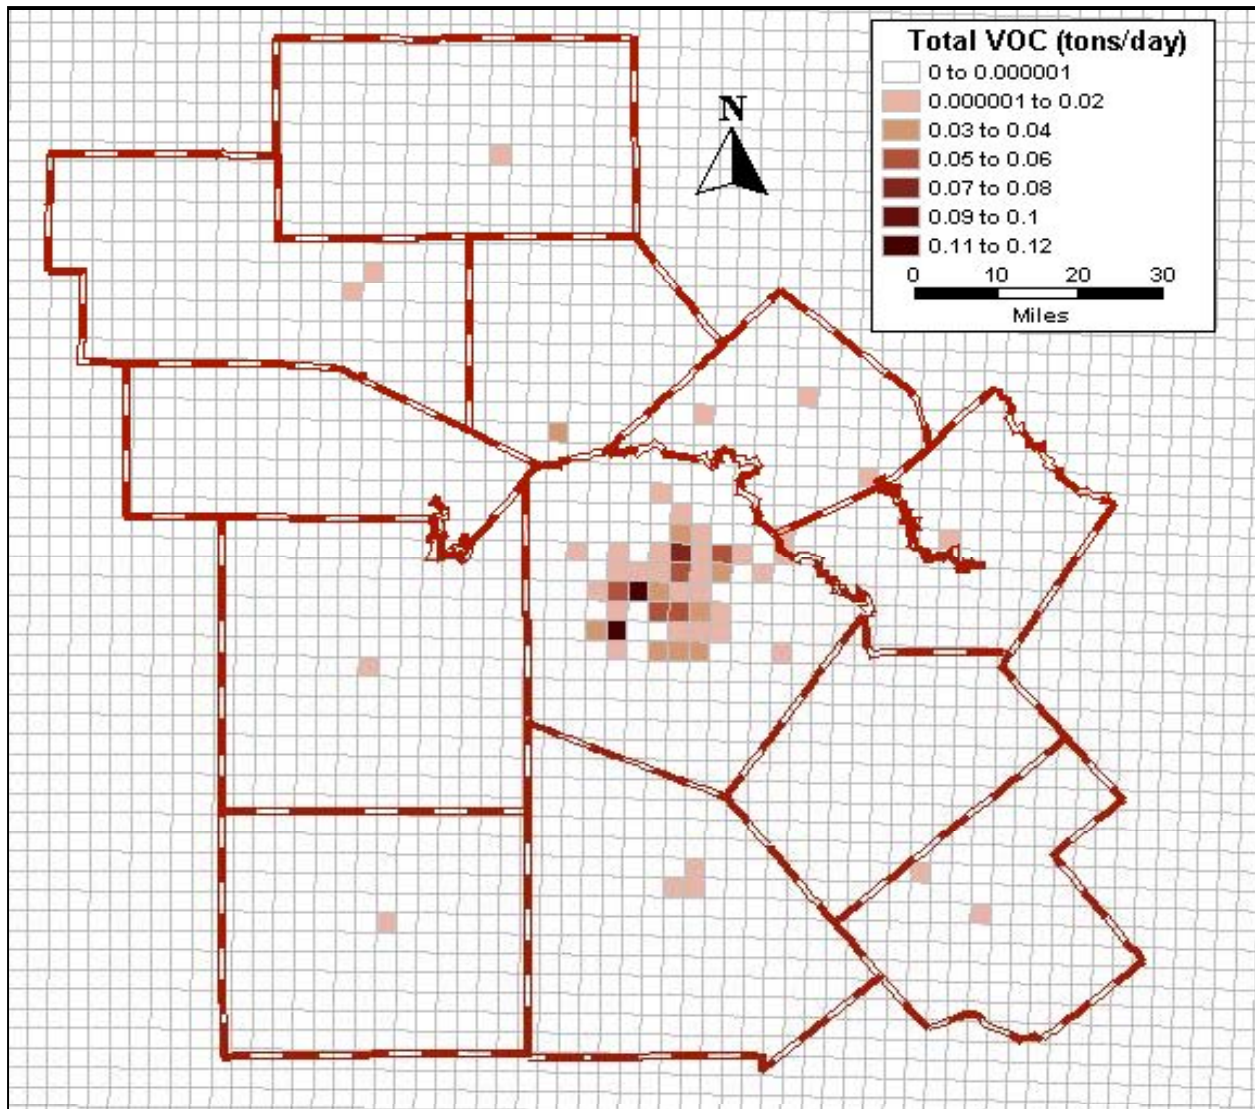 Total VOC (tons/day)
0 to 0.000001
0.000001 to 0.02
0.03 to 0.04
0.05 to 0.06
0.07 to 0.08
0.09 to 0.1
0.11 to 0.12
0 10 20 30
Miles
N